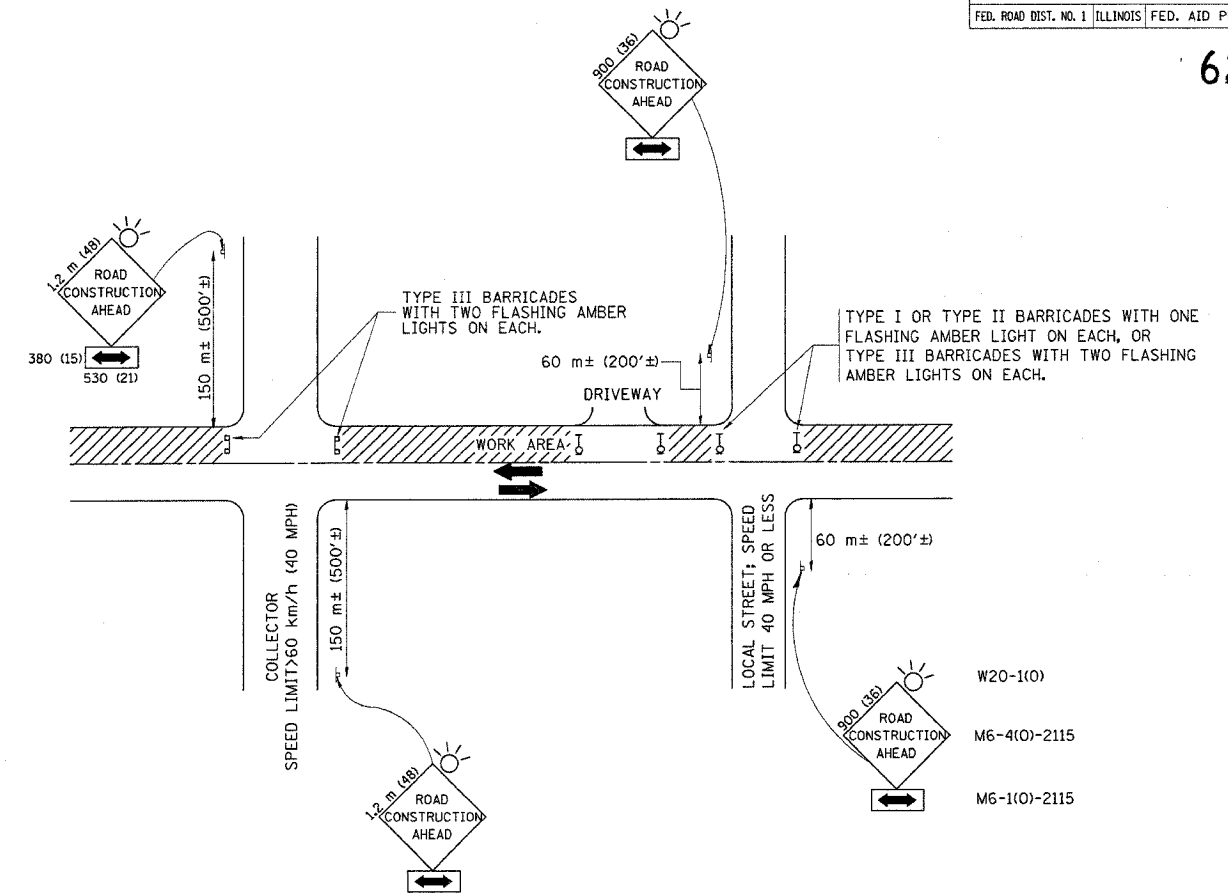 FED. ROAD DIST. NO. 1 ILLINOIS FED. AID P
62
900 (36)
ROAD
CONSTRUCTION
AHEAD
1.2 m (48)
ROAD
CONSTRUCTION
AHEAD
380 (15)
530 (21)
150 m± (500'±)
TYPE III BARRICADES
WITH TWO FLASHING AMBER
LIGHTS ON EACH.
60 m± (200'±)
DRIVEWAY
TYPE I OR TYPE II BARRICADES WITH ONE
FLASHING AMBER LIGHT ON EACH, OR
TYPE III BARRICADES WITH TWO FLASHING
AMBER LIGHTS ON EACH.
WORK AREA
COLLECTOR
SPEED LIMIT>60 km/h (40 MPH)
150 m± (500'±)
LOCAL STREET; SPEED
LIMIT 40 MPH OR LESS
60 m± (200'±)
1.2 m (48)
ROAD
CONSTRUCTION
AHEAD
900 (36)
ROAD
CONSTRUCTION
AHEAD
W20-1(O)
M6-4(O)-2115
M6-1(O)-2115